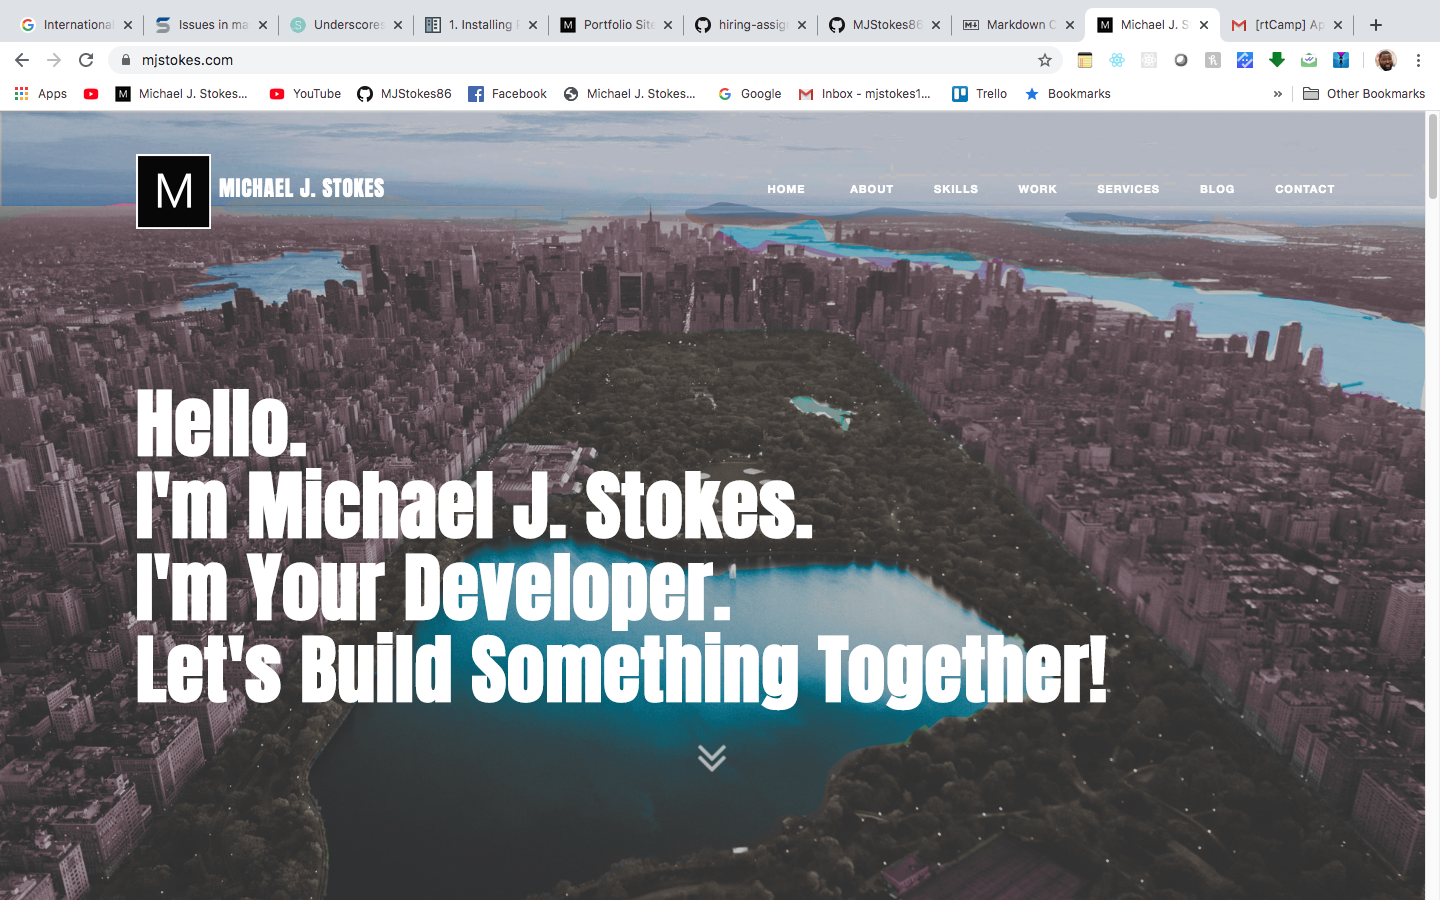 International
Issues in ma
Underscores
1. Installing
Portfolio Site
hiring-assig
MJStokes86
Markdown C
Michael J. S
[rtCamp] Ap
mjstokes.com
Apps
Michael J. Stokes...
YouTube
MJStokes86
Facebook
Michael J. Stokes...
Google
Inbox - mjstokes1...
Trello
Bookmarks
»
Other Bookmarks
M
MICHAEL J. STOKES
HOME
ABOUT
SKILLS
WORK
SERVICES
BLOG
CONTACT
Hello.
I'm Michael J. Stokes.
I'm Your Developer.
Let's Build Something Together!